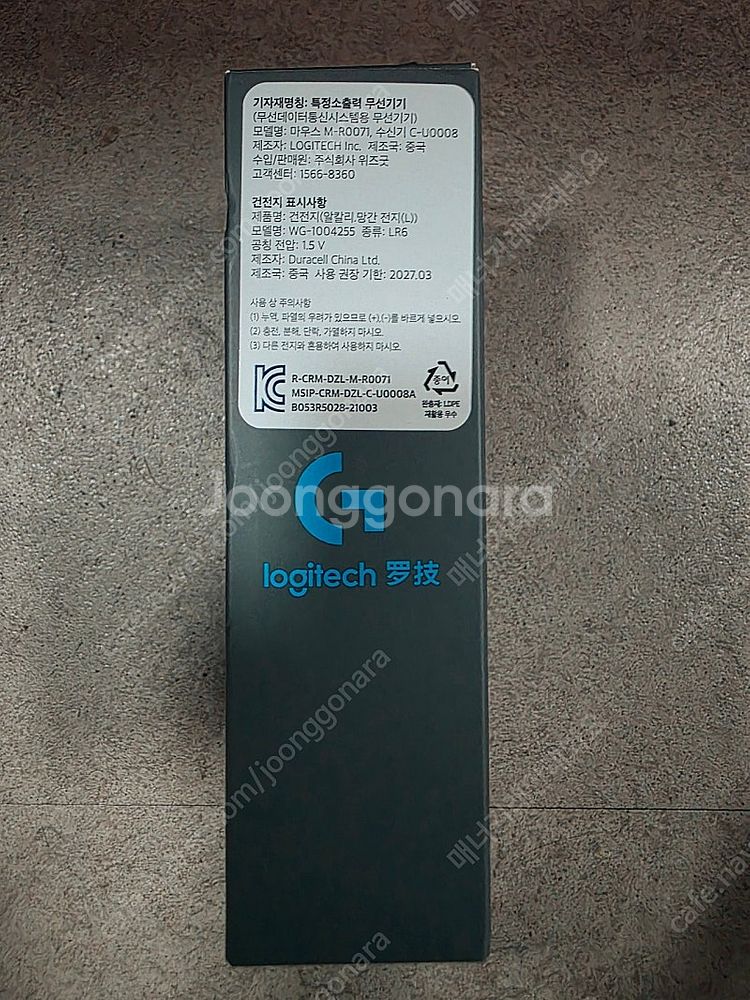 기자재명칭: 특정소출력 무선기기
(무선데이터통신시스템용 무선기기)
모델명: 마우스 M-R0071, 수신기 C-U0008
제조자: LOGITECH Inc. 제조국: 중국
수입/판매원: 주식회사 위즈굿
고객센터: 1566-8360
건전지 표시사항
제품명: 건전지(알칼리.망간 전지(L))
모델명: WG-1004255 종류: LR6
공칭 전압: 1.5 V
제조자: Duracell China Ltd.
제조국: 중국 사용 권장 기한: 2027.03
사용 상 주의사항
(1) 누액, 파열의 우려가 있으므로 (+),(-)를 바르게 넣으시오.
(2) 충전, 분해, 단락, 가열하지 마시오.
(3) 다른 전지와 혼용하여 사용하지 마시오.
R-CRM-DZL-M-R0071
MSIP-CRM-DZL-C-U0008A
B053R5028-21003
종이
완충재: LDPE
재활용 우수
Joonggonara
logitech 罗技